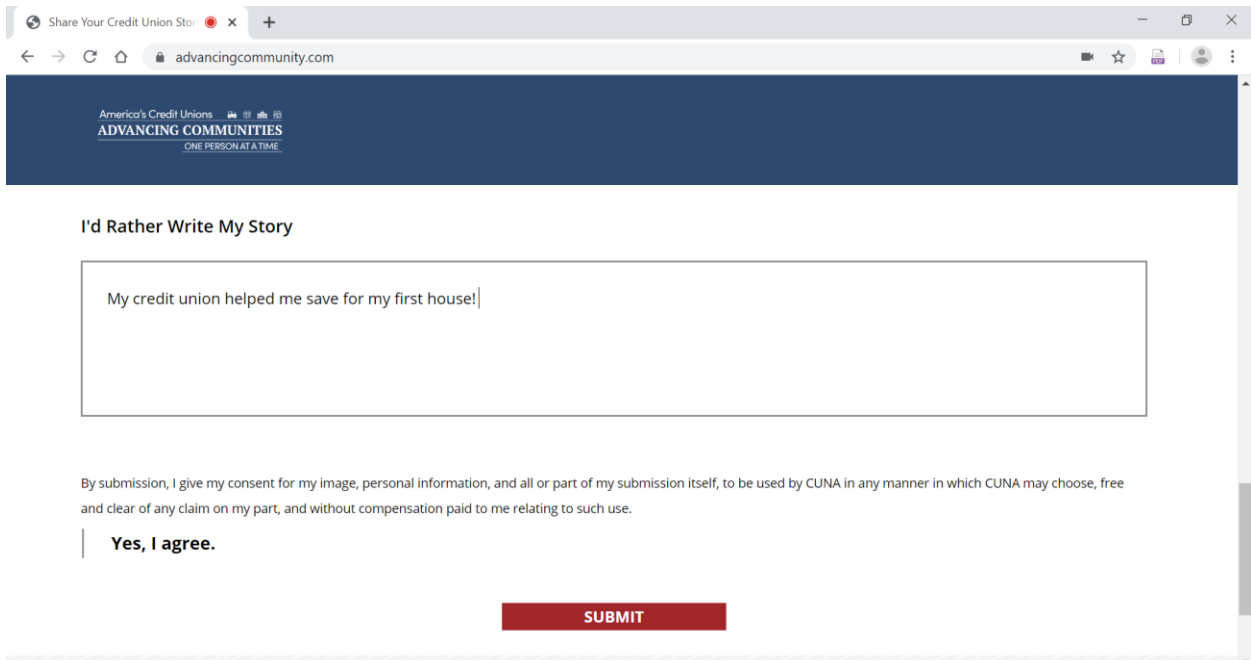 Share Your Credit Union Stor
advancingcommunity.com
PDF
America's Credit Unions
ADVANCING COMMUNITIES
ONE PERSON AT A TIME
I'd Rather Write My Story
My credit union helped me save for my first house!
By submission, I give my consent for my image, personal information, and all or part of my submission itself, to be used by CUNA in any manner in which CUNA may choose, free
and clear of any claim on my part, and without compensation paid to me relating to such use.
Yes, I agree.
SUBMIT